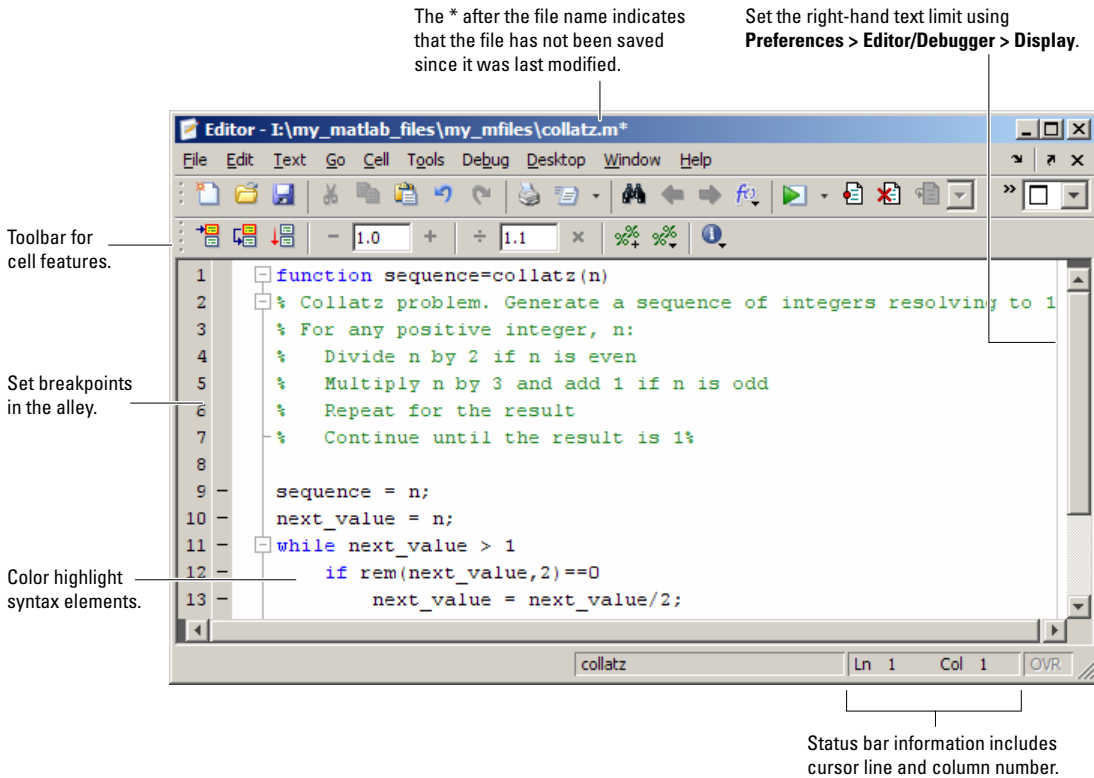 The * after the file name indicates
that the file has not been saved
since it was last modified.
Set the right-hand text limit using
Preferences > Editor/Debugger > Display.
Editor - I:\my_matlab_files\my_mfiles\collatz.m*
File Edit Text Go Cell Tools Debug Desktop Window Help
Toolbar for
cell features.
- 1.0 + ÷ 1.1 ×
1 function sequence=collatz(n)
2 % Collatz problem. Generate a sequence of integers resolving to 1
3 % For any positive integer, n:
4 %   Divide n by 2 if n is even
Set breakpoints
in the alley.
5 %   Multiply n by 3 and add 1 if n is odd
6 %   Repeat for the result
7 %   Continue until the result is 1%
8
9 - sequence = n;
10 - next_value = n;
11 - while next_value > 1
Color highlight
syntax elements.
12 -     if rem(next_value,2)==0
13 -         next_value = next_value/2;
collatz Ln 1 Col 1 OVR
Status bar information includes
cursor line and column number.